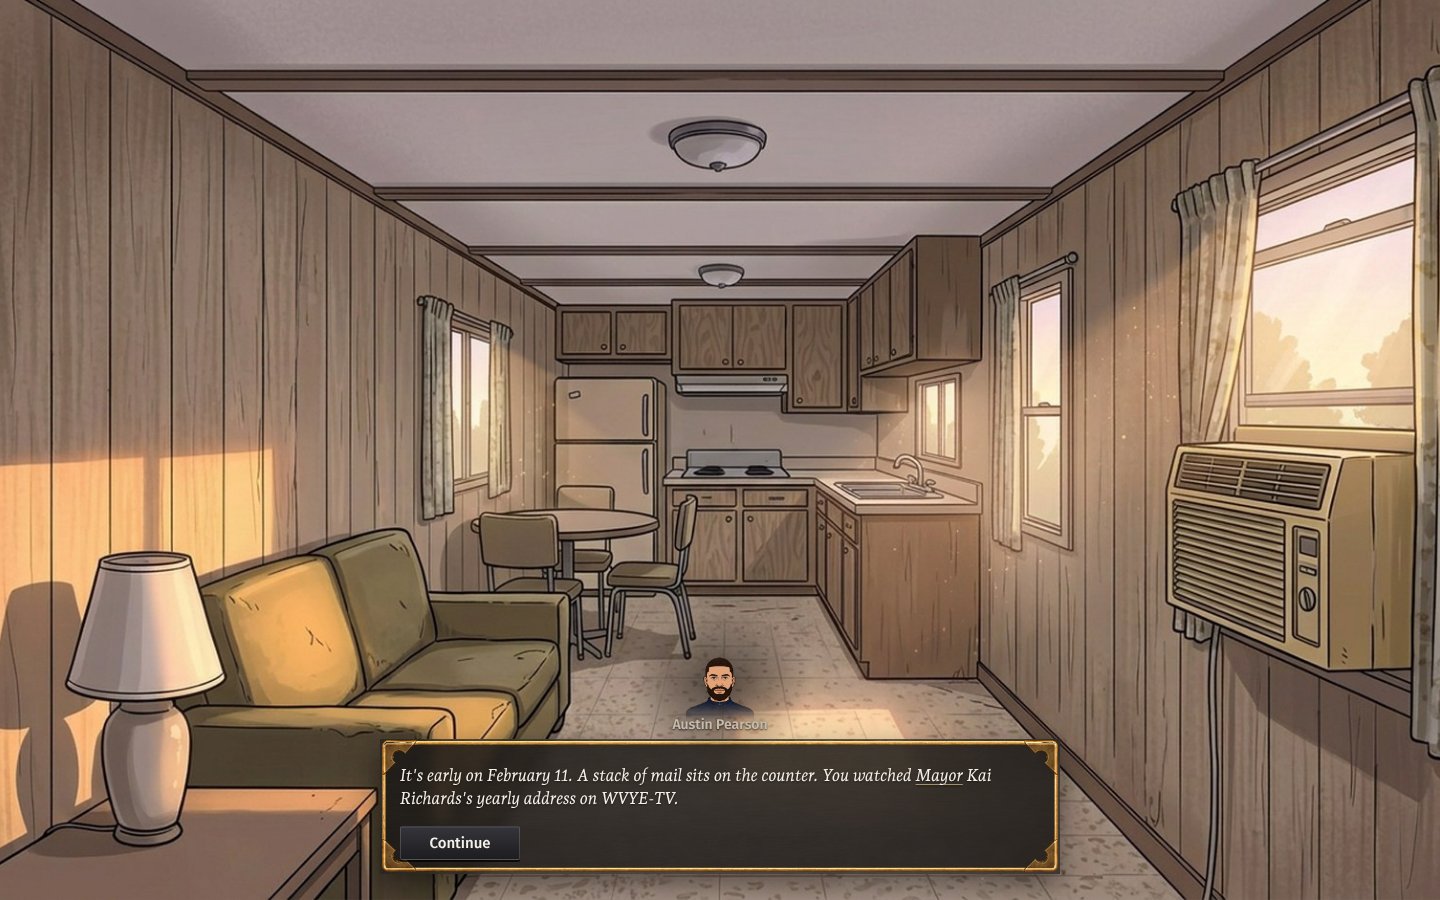 Austin Pearson
It's early on February 11. A stack of mail sits on the counter. You watched Mayor Kai
Richards's yearly address on WVYE-TV.
Continue